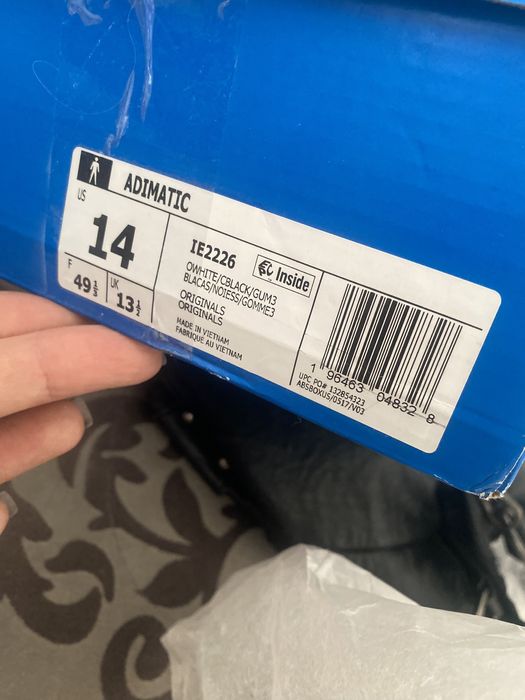 ADIMATIC
US
14
F
49⅓
UK
13½
IE2226
Inside
OWHITE/CBLACK/GUM3
BLACAS/NOIESS/GOMME3
ORIGINALS
ORIGINALS
MADE IN VIETNAM
FABRIQUE AU VIETNAM
1 96463 04832 8
UPC PO# 132854323
ABSBOXUS/0517/V03